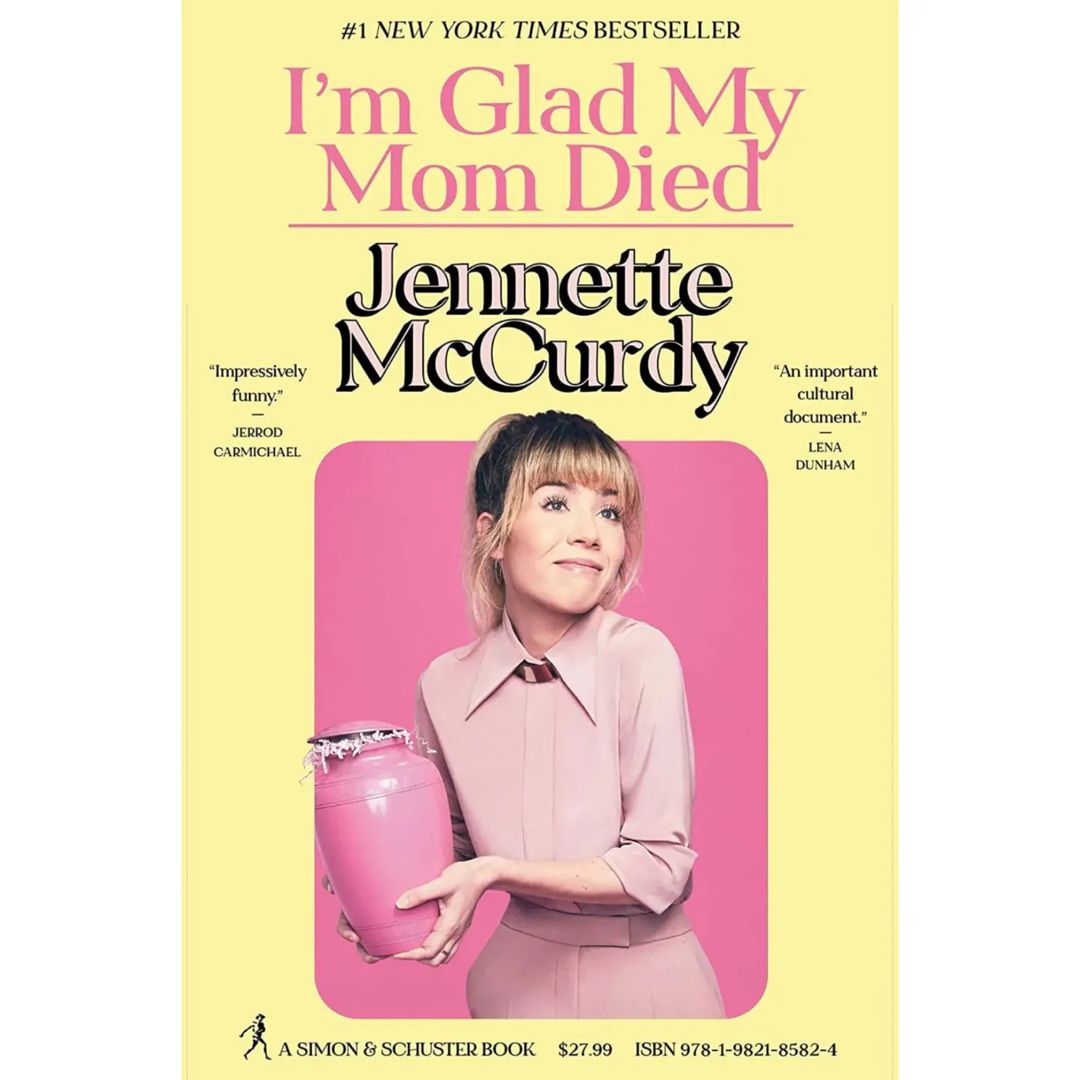 #1 NEW YORK TIMES BESTSELLER
I’m Glad My
Mom Died
Jennette
McCurdy
“Impressively
funny.”
—
JERROD
CARMICHAEL
“An important
cultural
document.”
—
LENA
DUNHAM
A SIMON & SCHUSTER BOOK $27.99 ISBN 978-1-9821-8582-4